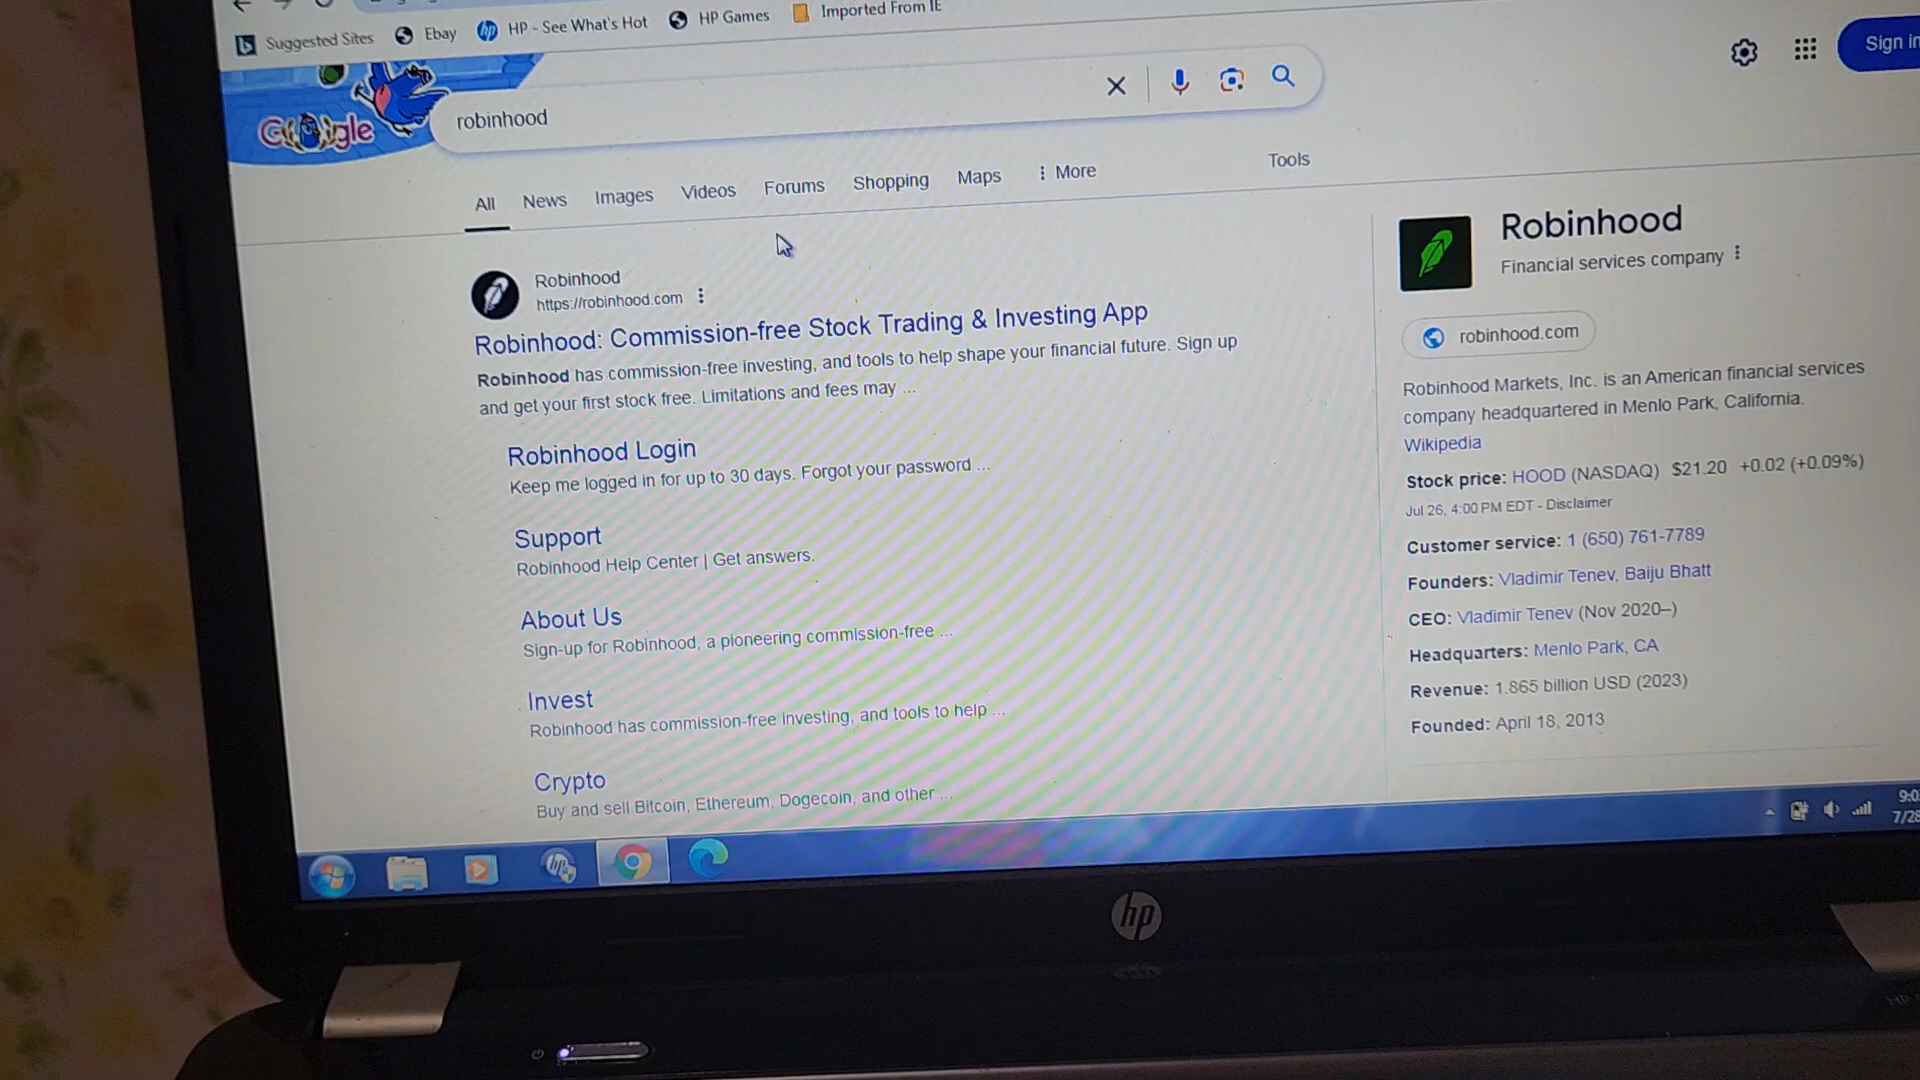 Suggested Sites Ebay HP - See What's Hot HP Games Imported From IE
Google
robinhood
Sign in
All News Images Videos Forums Shopping Maps More Tools
Robinhood
https://robinhood.com
Robinhood: Commission-free Stock Trading & Investing App
Robinhood has commission-free investing, and tools to help shape your financial future. Sign up
and get your first stock free. Limitations and fees may ...
Robinhood Login
Keep me logged in for up to 30 days. Forgot your password ...
Support
Robinhood Help Center | Get answers.
About Us
Sign-up for Robinhood, a pioneering commission-free ...
Invest
Robinhood has commission-free investing, and tools to help ...
Crypto
Buy and sell Bitcoin, Ethereum, Dogecoin, and other ...
Robinhood
Financial services company
robinhood.com
Robinhood Markets, Inc. is an American financial services
company headquartered in Menlo Park, California.
Wikipedia
Stock price: HOOD (NASDAQ) $21.20 +0.02 (+0.09%)
Jul 26, 4:00 PM EDT - Disclaimer
Customer service: 1 (650) 761-7789
Founders: Vladimir Tenev, Baiju Bhatt
CEO: Vladimir Tenev (Nov 2020–)
Headquarters: Menlo Park, CA
Revenue: 1.865 billion USD (2023)
Founded: April 18, 2013
9:0
7/28
hp
hp